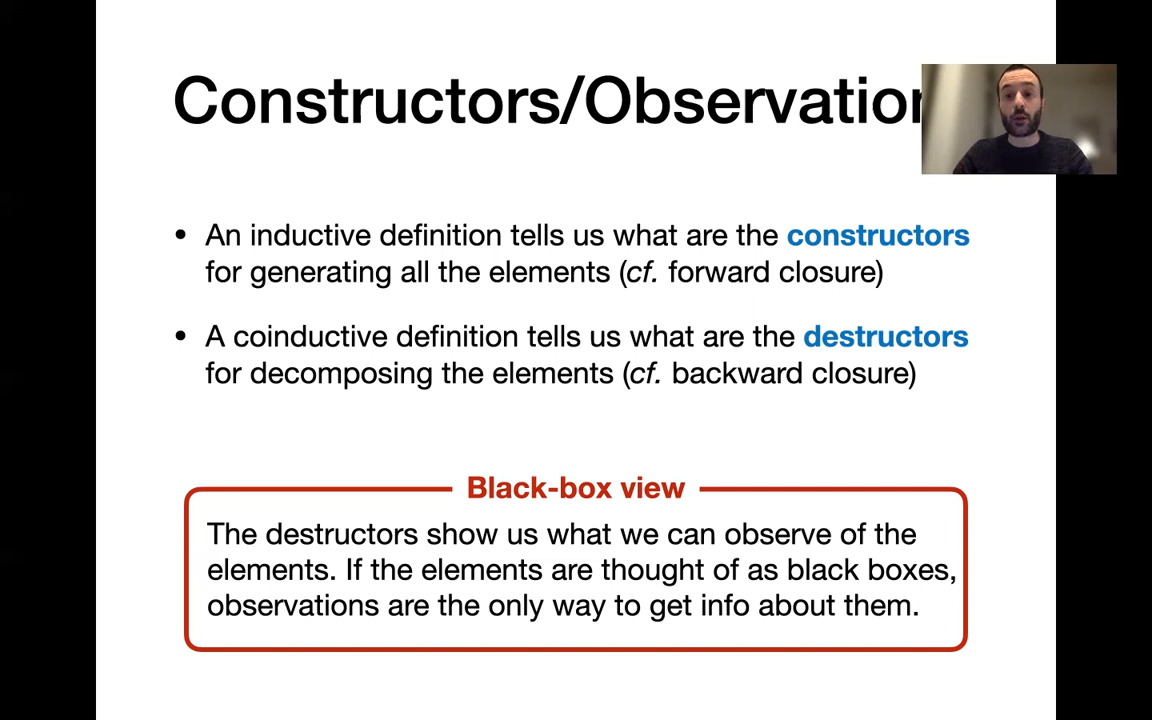 Constructors/Observation
• An inductive definition tells us what are the constructors
for generating all the elements (cf. forward closure)
• A coinductive definition tells us what are the destructors
for decomposing the elements (cf. backward closure)
Black-box view
The destructors show us what we can observe of the
elements. If the elements are thought of as black boxes,
observations are the only way to get info about them.